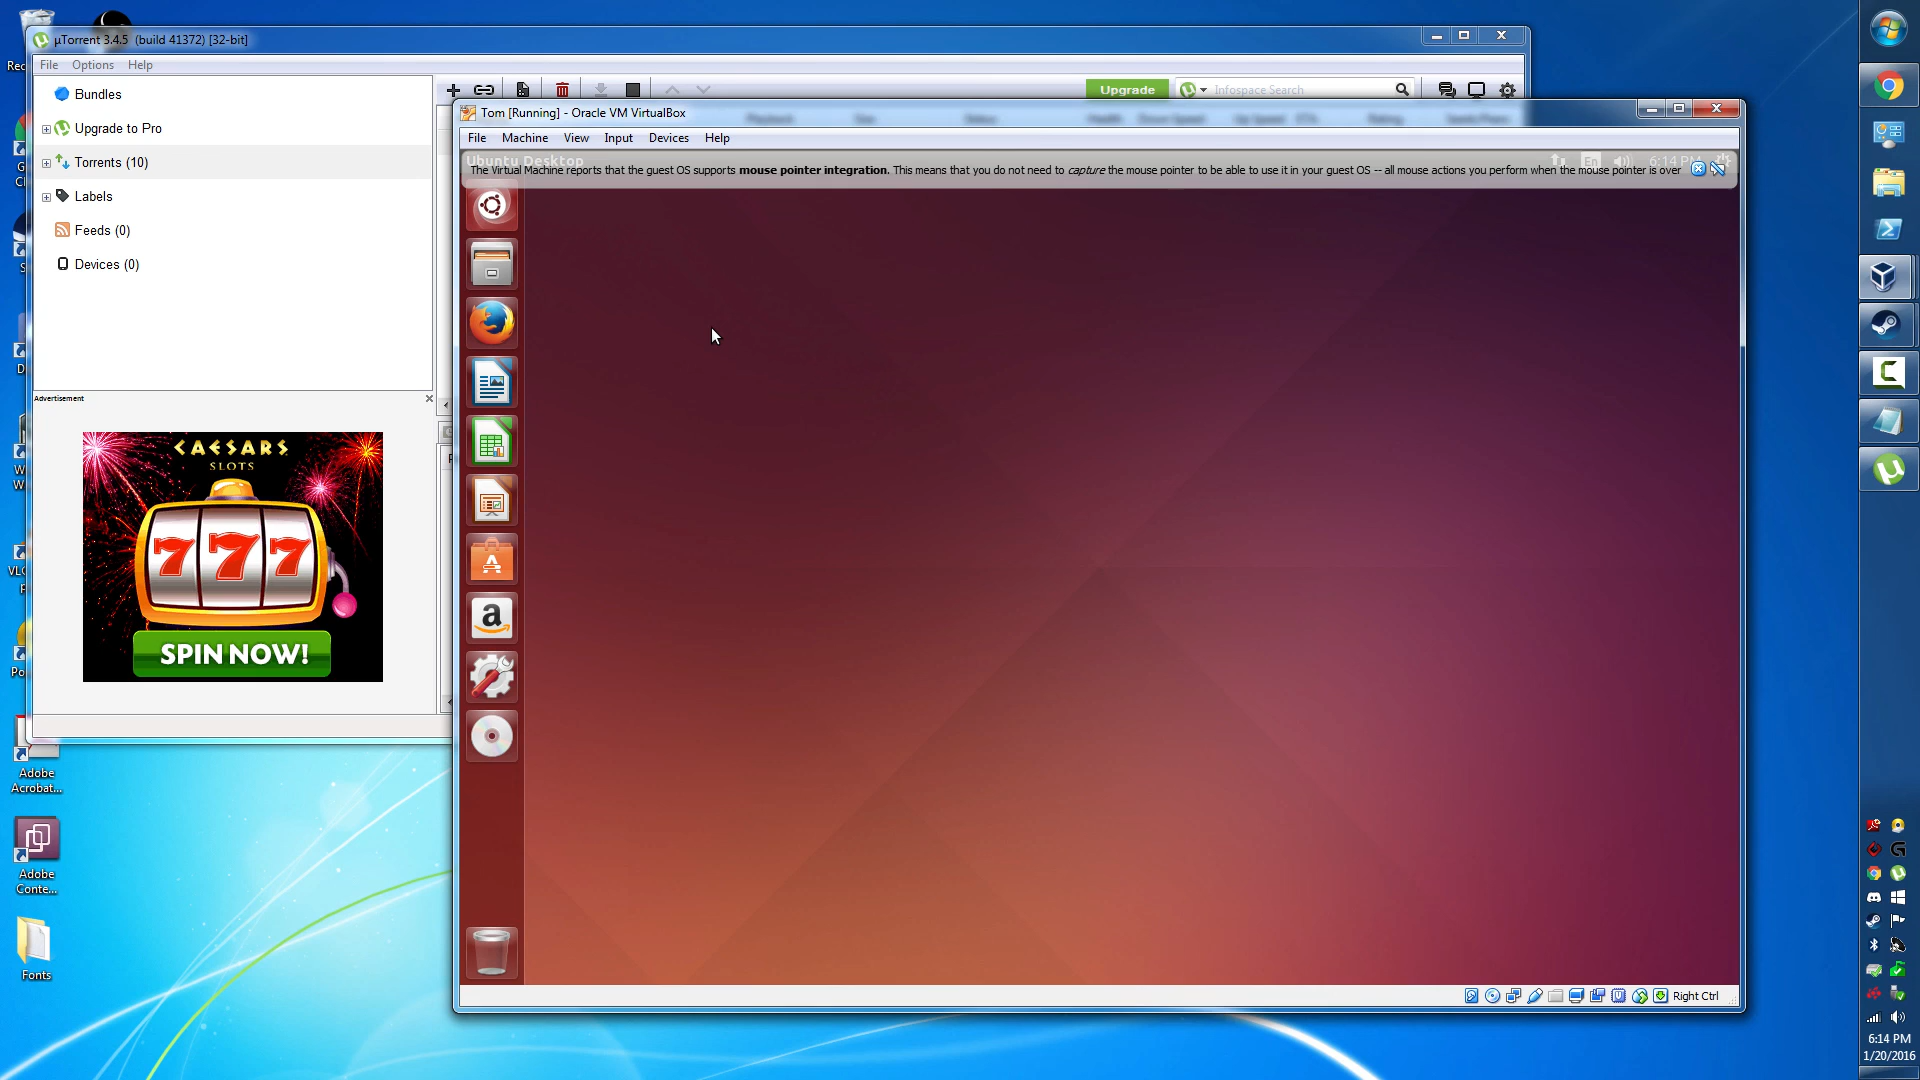 µTorrent 3.4.5 (build 41372) [32-bit]
File Options Help
Bundles
Upgrade to Pro
Torrents (10)
Labels
Feeds (0)
Devices (0)
Advertisement
CAESARS
SLOTS
777
SPIN NOW!
Upgrade
Infospace Search
Tom [Running] - Oracle VM VirtualBox
File Machine View Input Devices Help
Ubuntu Desktop
En
6:14 PM
The Virtual Machine reports that the guest OS supports mouse pointer integration. This means that you do not need to capture the mouse pointer to be able to use it in your guest OS -- all mouse actions you perform when the mouse pointer is over
Right Ctrl
Adobe
Acrobat...
Adobe
Conte...
Fonts
6:14 PM
1/20/2016